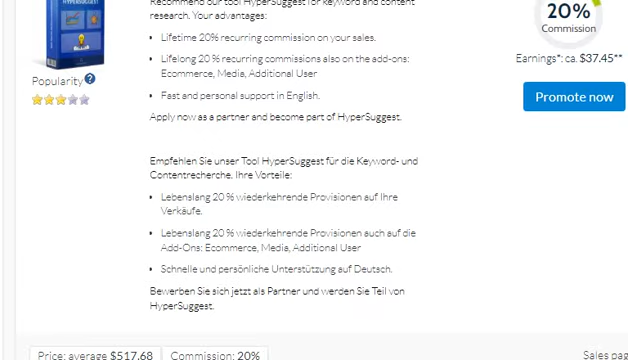 HYPERSUGGEST
Recommend our tool HyperSuggest for keyword and content
research. Your advantages:
• Lifetime 20% recurring commission on your sales.
• Lifelong 20 % recurring commissions also on the add-ons:
Ecommerce, Media, Additional User
• Fast and personal support in English.
Apply now as a partner and become part of HyperSuggest.
Empfehlen Sie unser Tool HyperSuggest für die Keyword- und
Contentrecherche. Ihre Vorteile:
• Lebenslang 20 % wiederkehrende Provisionen auf Ihre
Verkäufe.
• Lebenslang 20 % wiederkehrende Provisionen auch auf die
Add-Ons: Ecommerce, Media, Additional User
• Schnelle und persönliche Unterstützung auf Deutsch.
Bewerben Sie sich jetzt als Partner und werden Sie Teil von
HyperSuggest.
Popularity ?
20%
Commission
Earnings*: ca. $37.45**
Promote now
Price: average $517.68
Commission: 20%
Sales pag